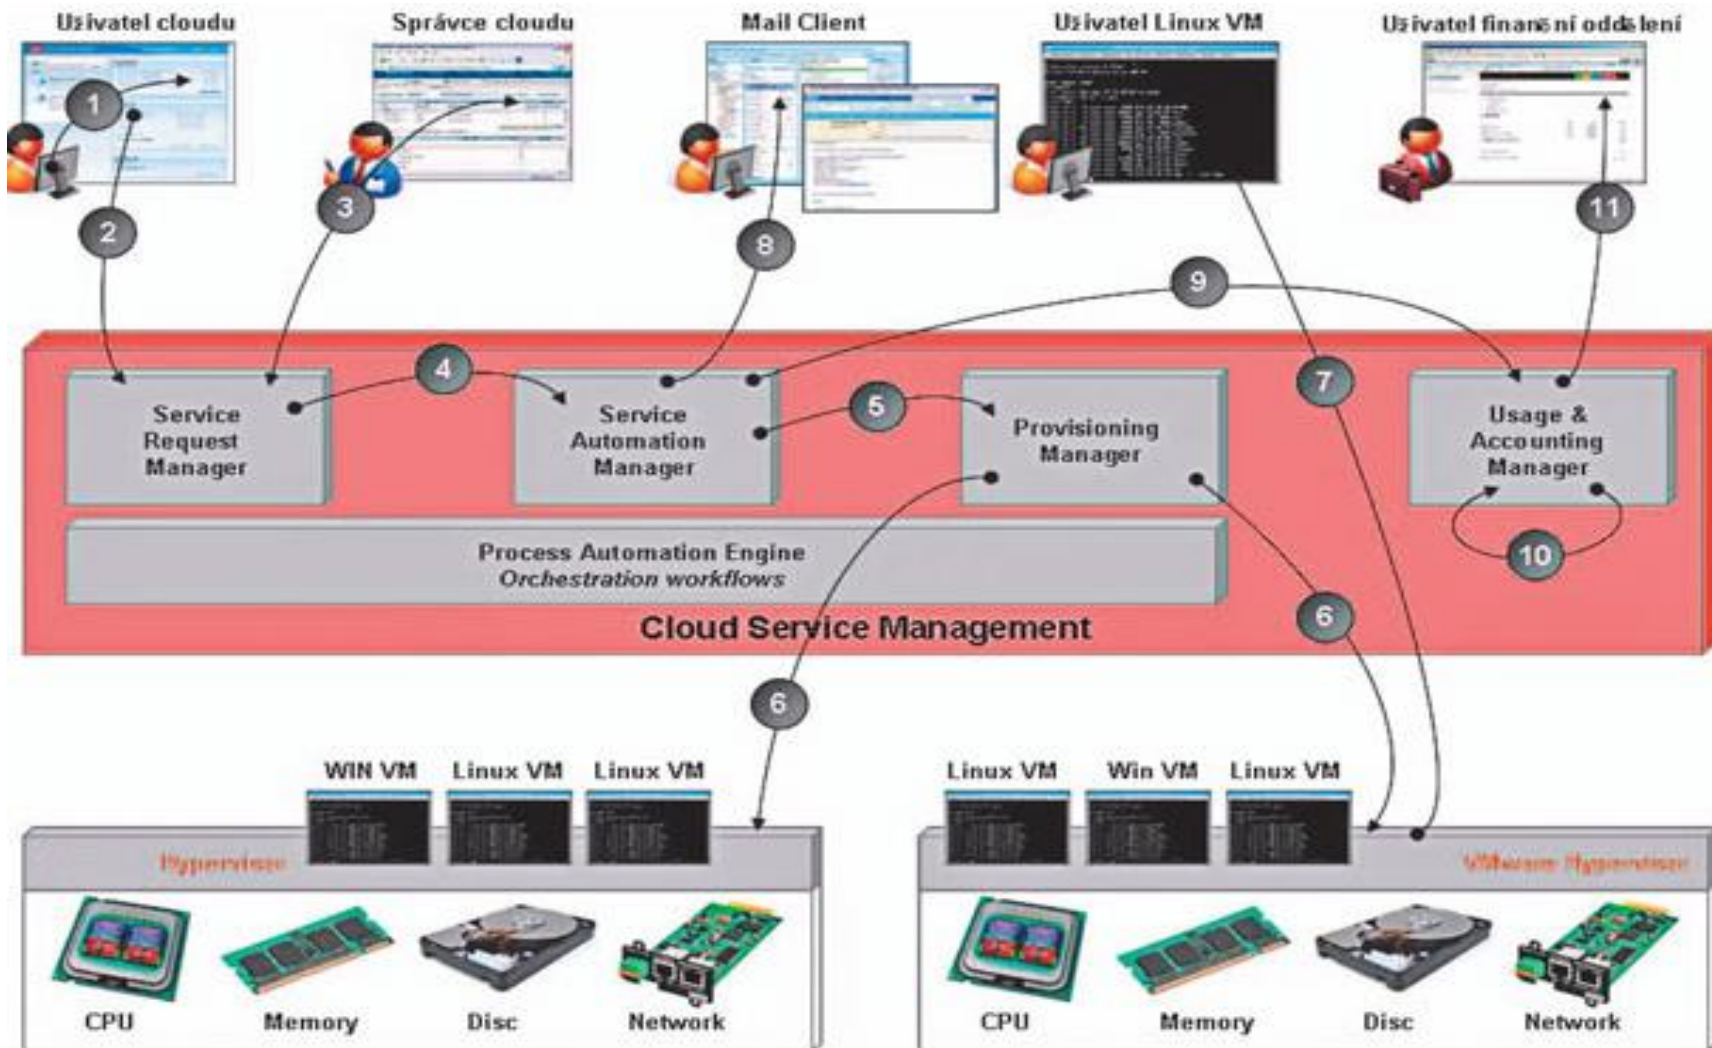 Uživatel cloudu
Správce cloudu
Mail Client
Uživatel Linux VM
Uživatel finanční oddělení
1
2
3
8
9
11
4
5
7
Service
Request
Manager
Service
Automation
Manager
Provisioning
Manager
Usage &
Accounting
Manager
10
Process Automation Engine
Orchestration workflows
6
Cloud Service Management
6
WIN VM
Linux VM
Linux VM
Linux VM
Win VM
Linux VM
Hypervisor
VMware Hypervisor
CPU
Memory
Disc
Network
CPU
Memory
Disc
Network